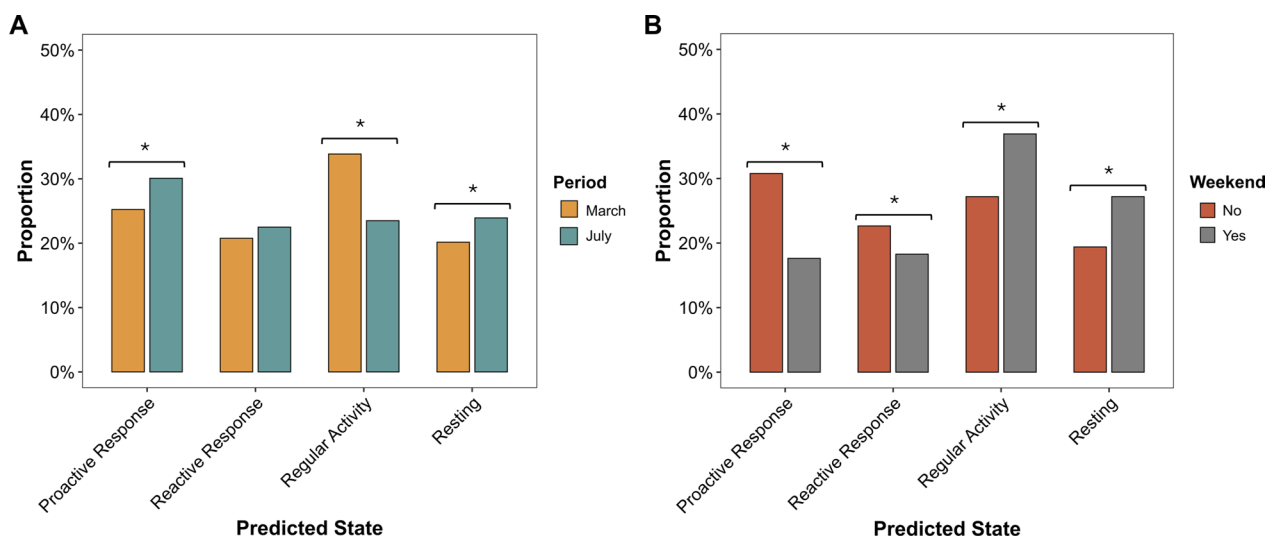 A
50%
40%
30%
20%
10%
0%
Proportion
*
*
*
Proactive Response
Reactive Response
Regular Activity
Resting
Predicted State
Period
March
July
B
50%
40%
30%
20%
10%
0%
Proportion
*
*
*
*
Proactive Response
Reactive Response
Regular Activity
Resting
Predicted State
Weekend
No
Yes